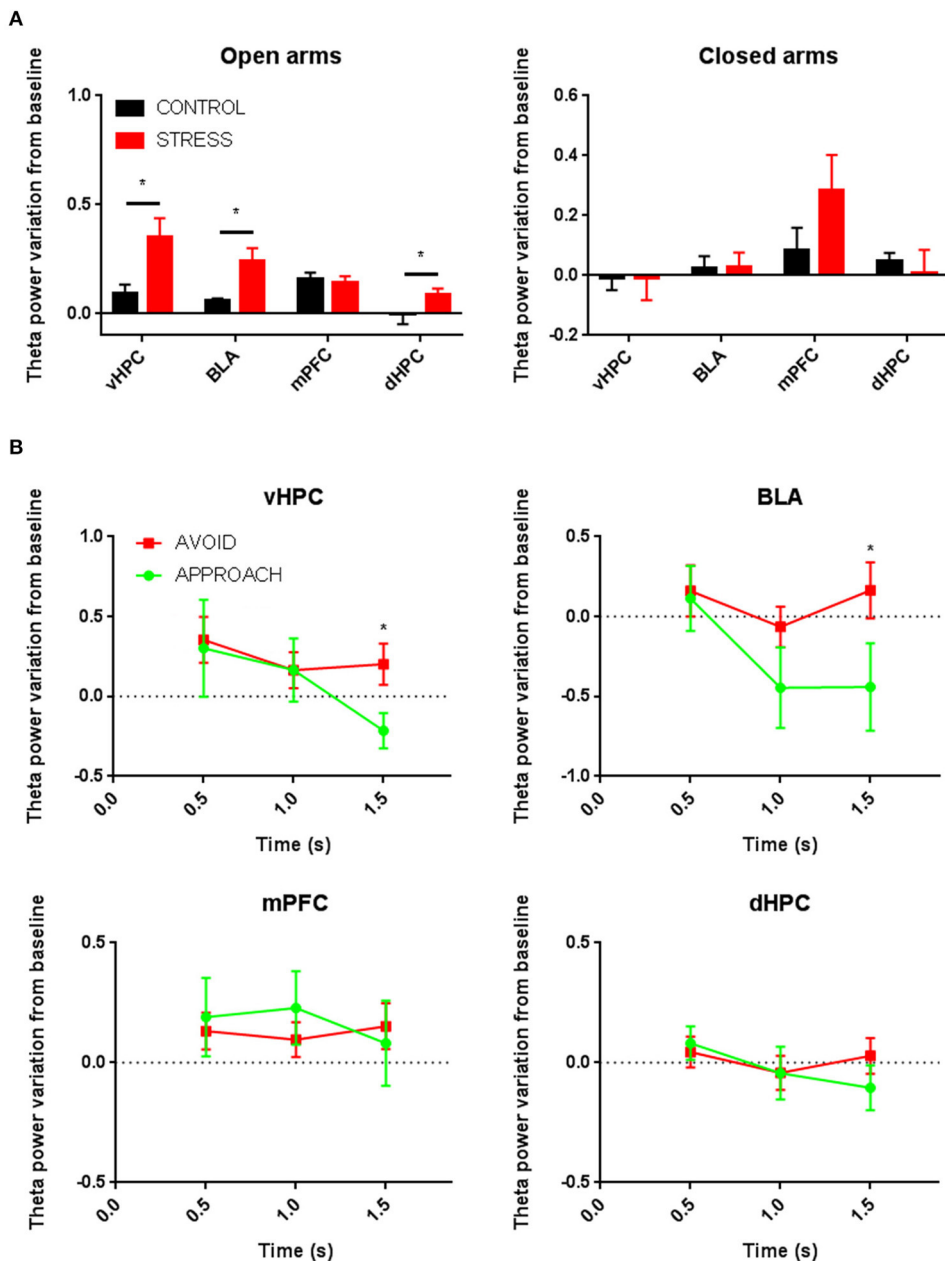 A
Open arms
Theta power variation from baseline
1.0
0.5
0.0
CONTROL
STRESS
*
*
*
vHPC
BLA
mPFC
dHPC
Closed arms
Theta power variation from baseline
0.6
0.4
0.2
0.0
-0.2
vHPC
BLA
mPFC
dHPC
B
vHPC
Theta power variation from baseline
1.0
0.5
0.0
-0.5
AVOID
APPROACH
*
0.0
0.5
1.0
1.5
Time (s)
BLA
Theta power variation from baseline
0.5
0.0
-0.5
-1.0
*
0.0
0.5
1.0
1.5
Time (s)
mPFC
Theta power variation from baseline
0.5
0.0
-0.5
0.0
0.5
1.0
1.5
Time (s)
dHPC
Theta power variation from baseline
0.5
0.0
-0.5
0.0
0.5
1.0
1.5
Time (s)